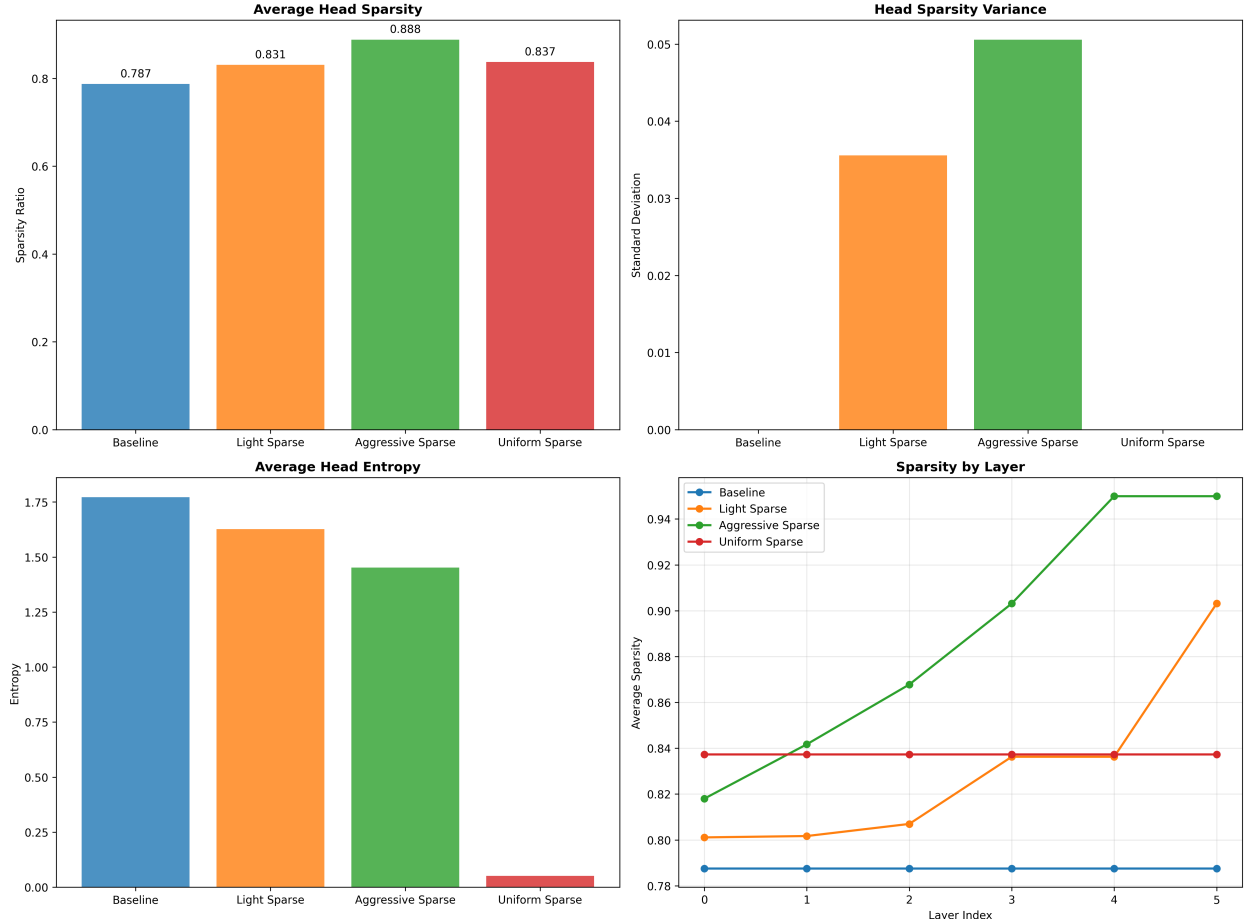 Average Head Sparsity
Sparsity Ratio
0.8
0.6
0.4
0.2
0.0
0.787
0.831
0.888
0.837
Baseline
Light Sparse
Aggressive Sparse
Uniform Sparse
Head Sparsity Variance
Standard Deviation
0.05
0.04
0.03
0.02
0.01
0.00
Baseline
Light Sparse
Aggressive Sparse
Uniform Sparse
Average Head Entropy
Entropy
1.75
1.50
1.25
1.00
0.75
0.50
0.25
0.00
Baseline
Light Sparse
Aggressive Sparse
Uniform Sparse
Sparsity by Layer
Average Sparsity
0.94
0.92
0.90
0.88
0.86
0.84
0.82
0.80
0.78
Baseline
Light Sparse
Aggressive Sparse
Uniform Sparse
0 1 2 3 4 5
Layer Index